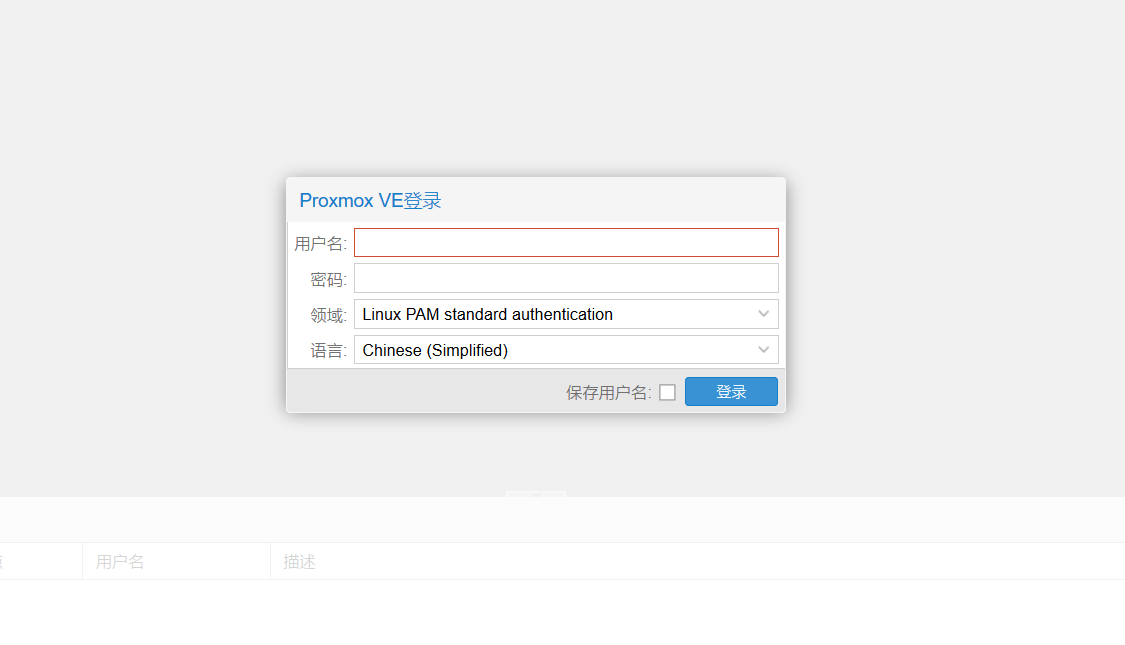 Proxmox VE登录
用户名:
密码:
领域: Linux PAM standard authentication
语言: Chinese (Simplified)
保存用户名: 登录
用户名 描述